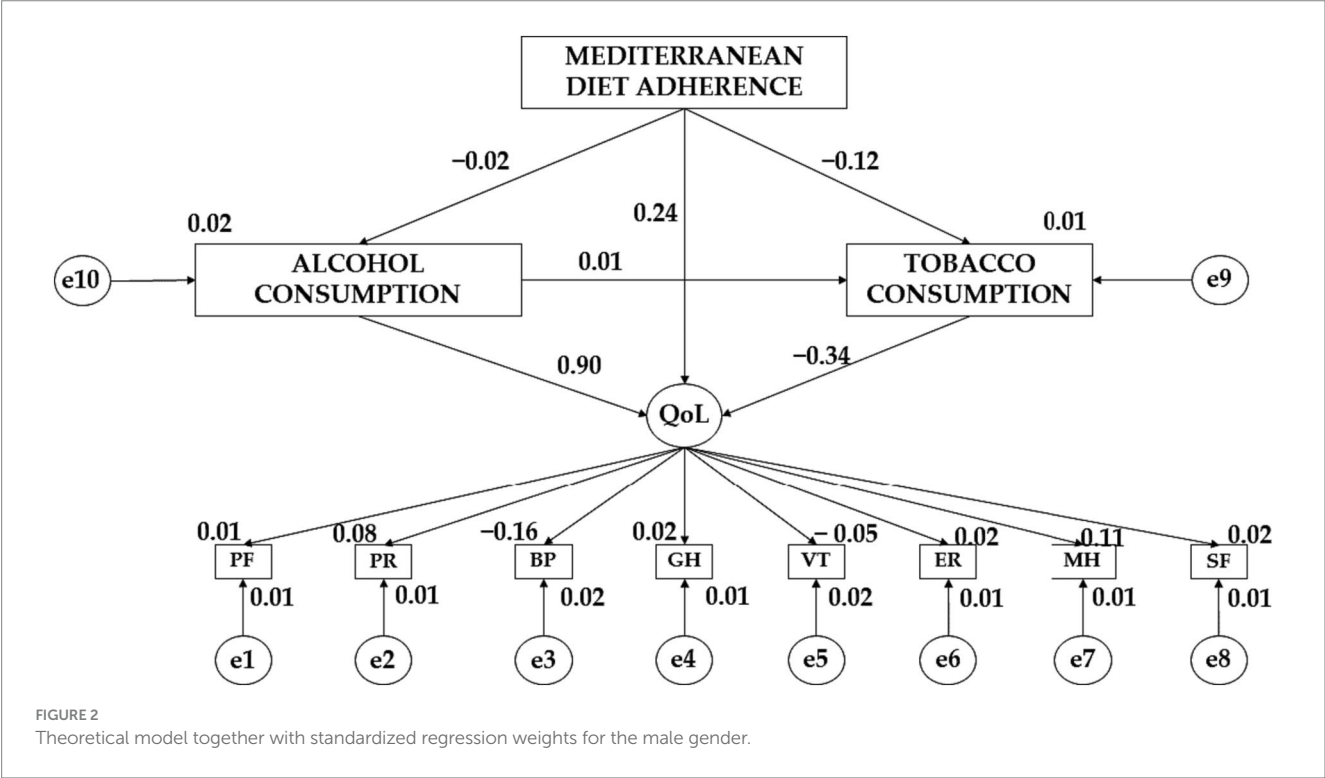 MEDITERRANEAN
DIET ADHERENCE
−0.02
−0.12
0.02
0.24
0.01
e10
ALCOHOL
CONSUMPTION
0.01
TOBACCO
CONSUMPTION
e9
0.90
−0.34
QoL
0.01
0.08
−0.16
0.02
− 0.05
0.02
0.11
0.02
PF
PR
BP
GH
VT
ER
MH
SF
0.01
0.01
0.02
0.01
0.02
0.01
0.01
0.01
e1
e2
e3
e4
e5
e6
e7
e8
FIGURE 2
Theoretical model together with standardized regression weights for the male gender.